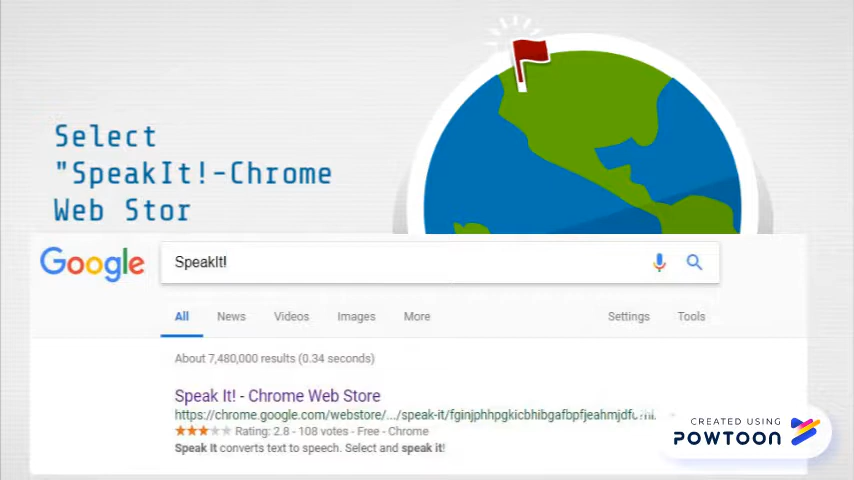 Select
"SpeakIt!-Chrome
Web Stor
Google
SpeakIt!
All News Videos Images More Settings Tools
About 7,480,000 results (0.34 seconds)
Speak It! - Chrome Web Store
https://chrome.google.com/webstore/.../speak-it/fginjphhpgkicbhibgafbpfjeahmjdfc
Rating: 2.8 - 108 votes - Free - Chrome
Speak It converts text to speech. Select and speak it!
CREATED USING
POWTOON